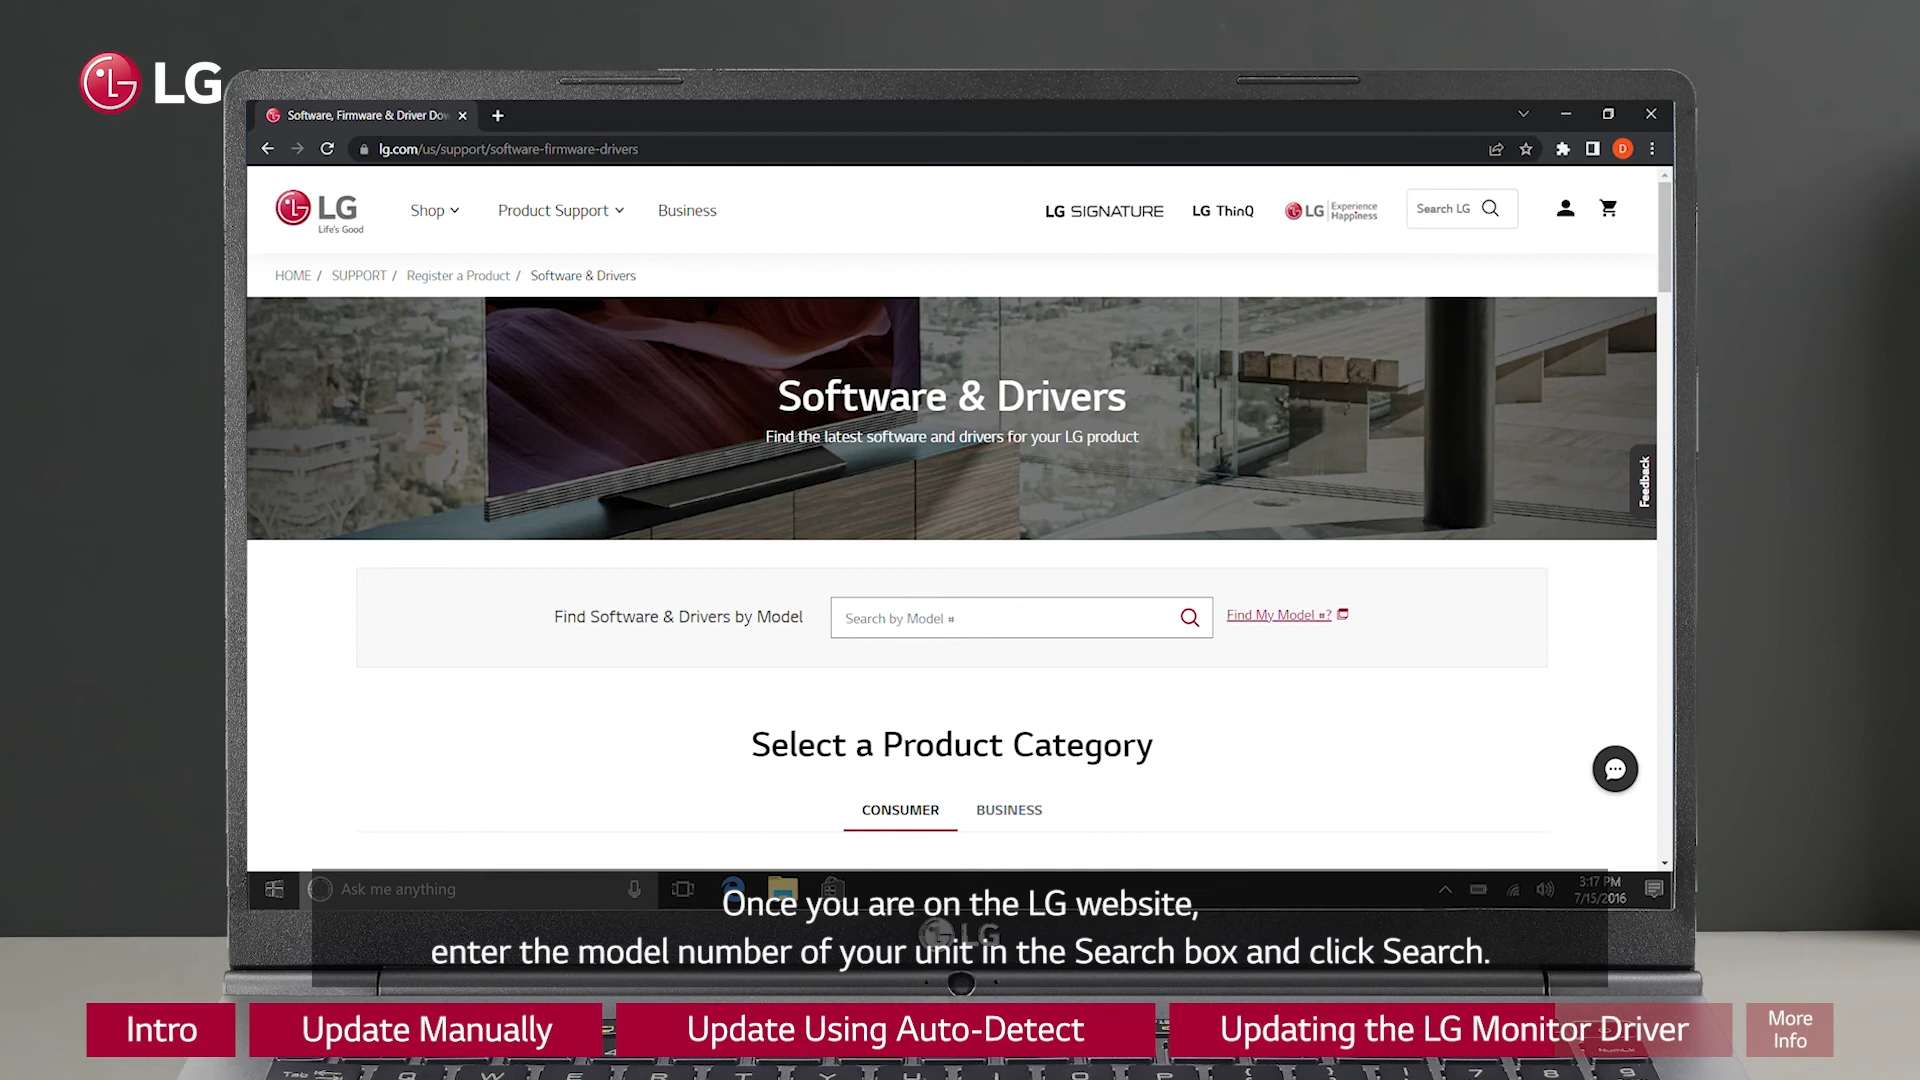 LG
Software, Firmware & Driver Dow
lg.com/us/support/software-firmware-drivers
D
LG
Life's Good
Shop
Product Support
Business
LG SIGNATURE
LG ThinQ
LG Experience Happiness
Search LG
HOME / SUPPORT / Register a Product / Software & Drivers
Software & Drivers
Find the latest software and drivers for your LG product
Feedback
Find Software & Drivers by Model
Search by Model #
Find My Model #?
Select a Product Category
CONSUMER
BUSINESS
Ask me anything
3:17 PM
7/15/2016
Once you are on the LG website,
LG
enter the model number of your unit in the Search box and click Search.
Intro
Update Manually
Update Using Auto-Detect
Updating the LG Monitor Driver
More
Info